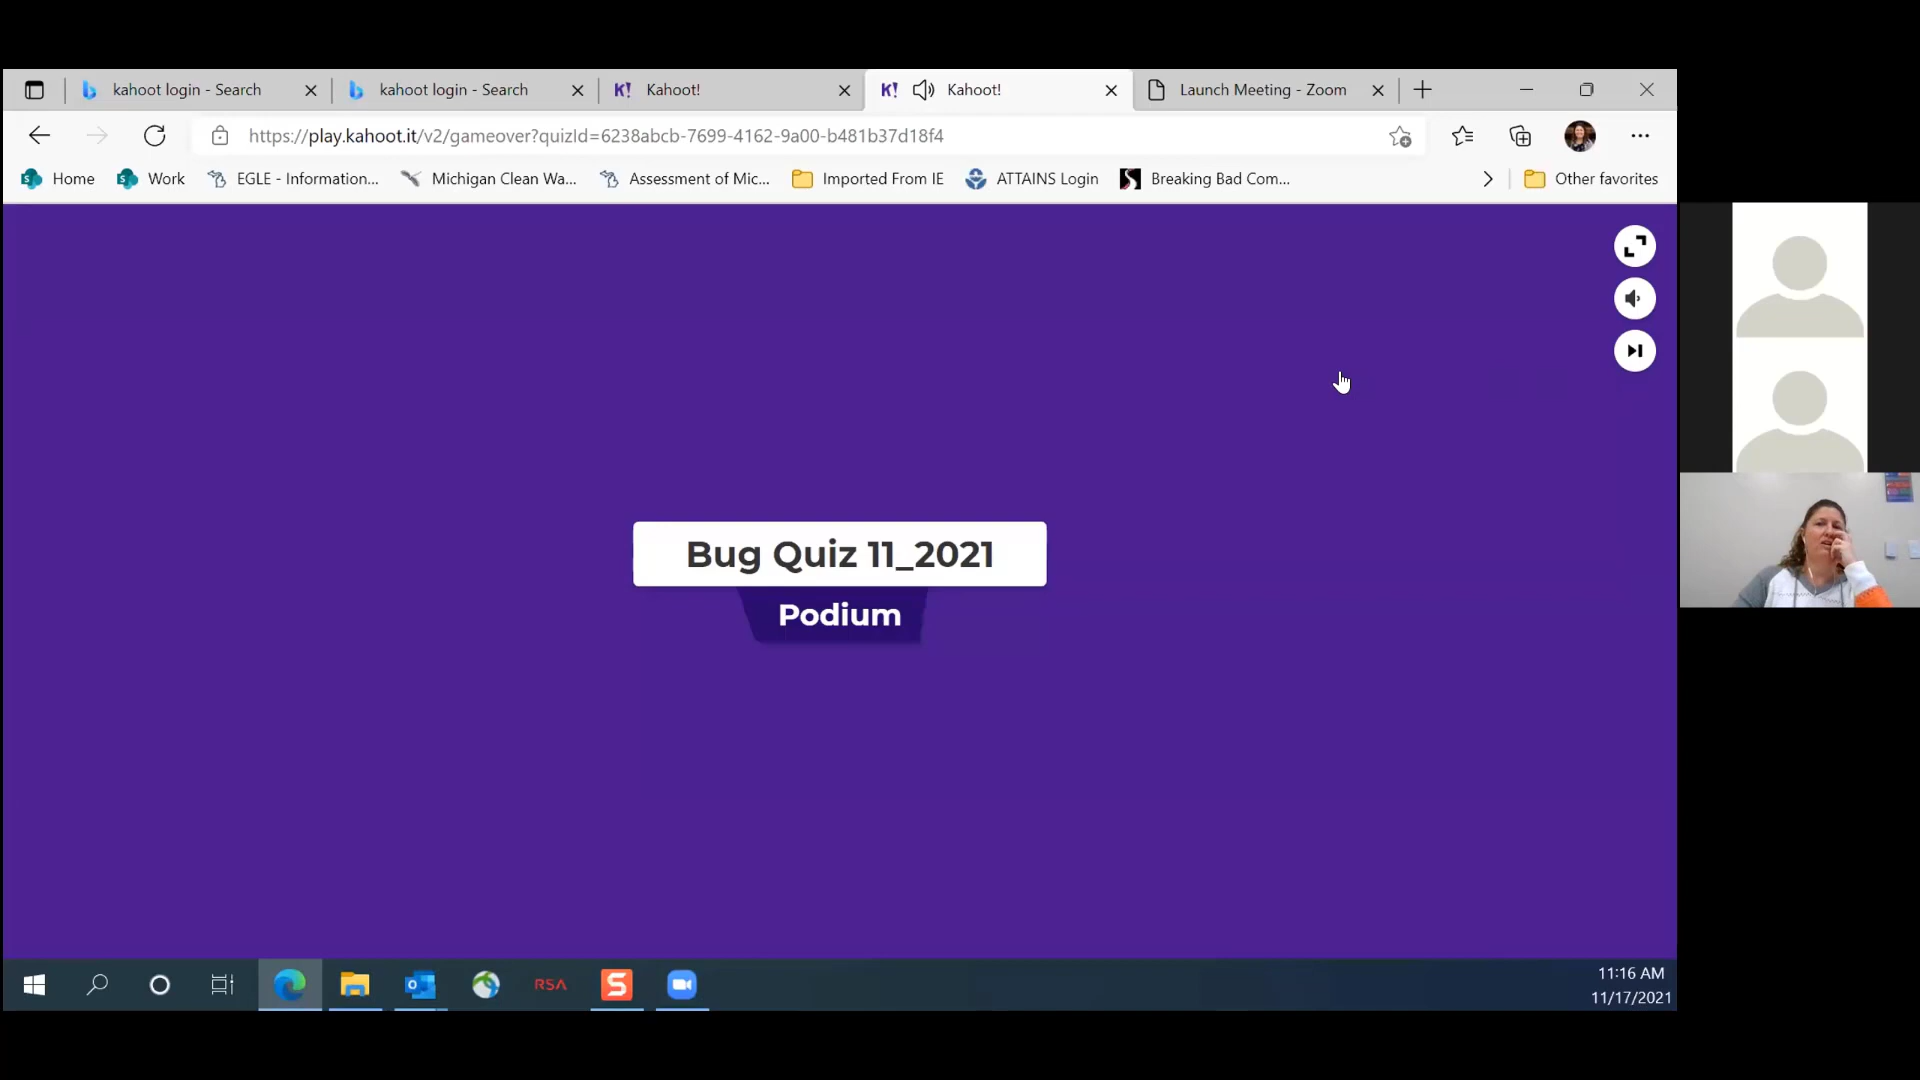 kahoot login - Search
kahoot login - Search
K! Kahoot!
K! Kahoot!
Launch Meeting - Zoom
https://play.kahoot.it/v2/gameover?quizId=6238abcb-7699-4162-9a00-b481b37d18f4
Home
Work
EGLE - Information...
Michigan Clean Wa...
Assessment of Mic...
Imported From IE
ATTAINS Login
Breaking Bad Com...
Other favorites
Bug Quiz 11_2021
Podium
RSA
11:16 AM
11/17/2021